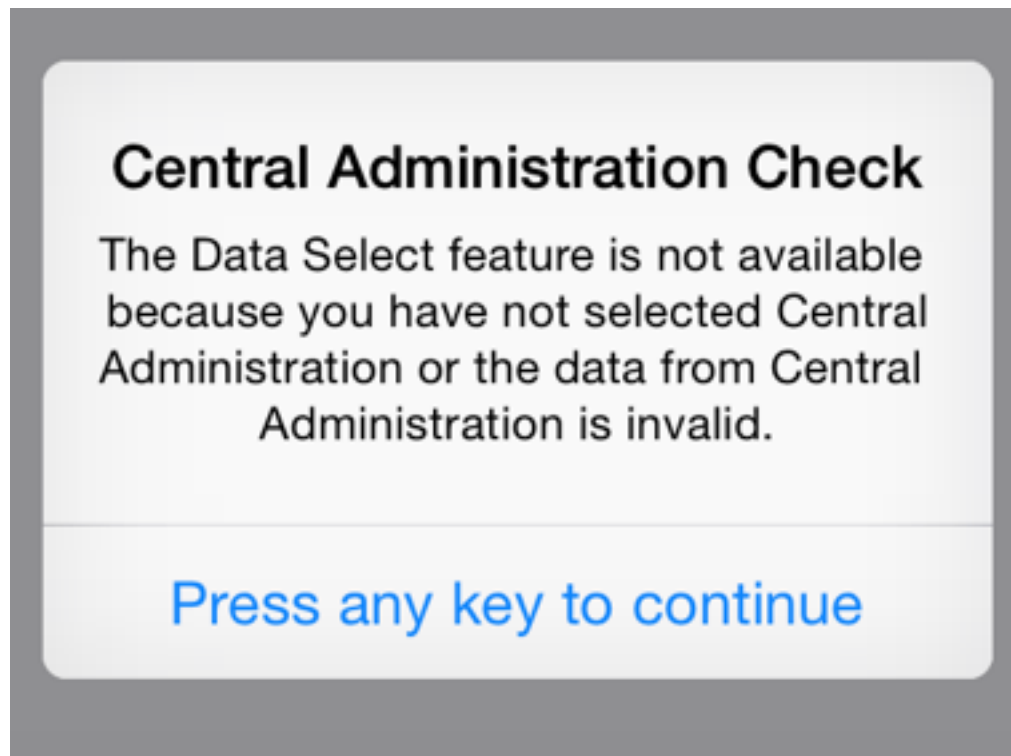 Central Administration Check
The Data Select feature is not available
because you have not selected Central
Administration or the data from Central
Administration is invalid.
Press any key to continue